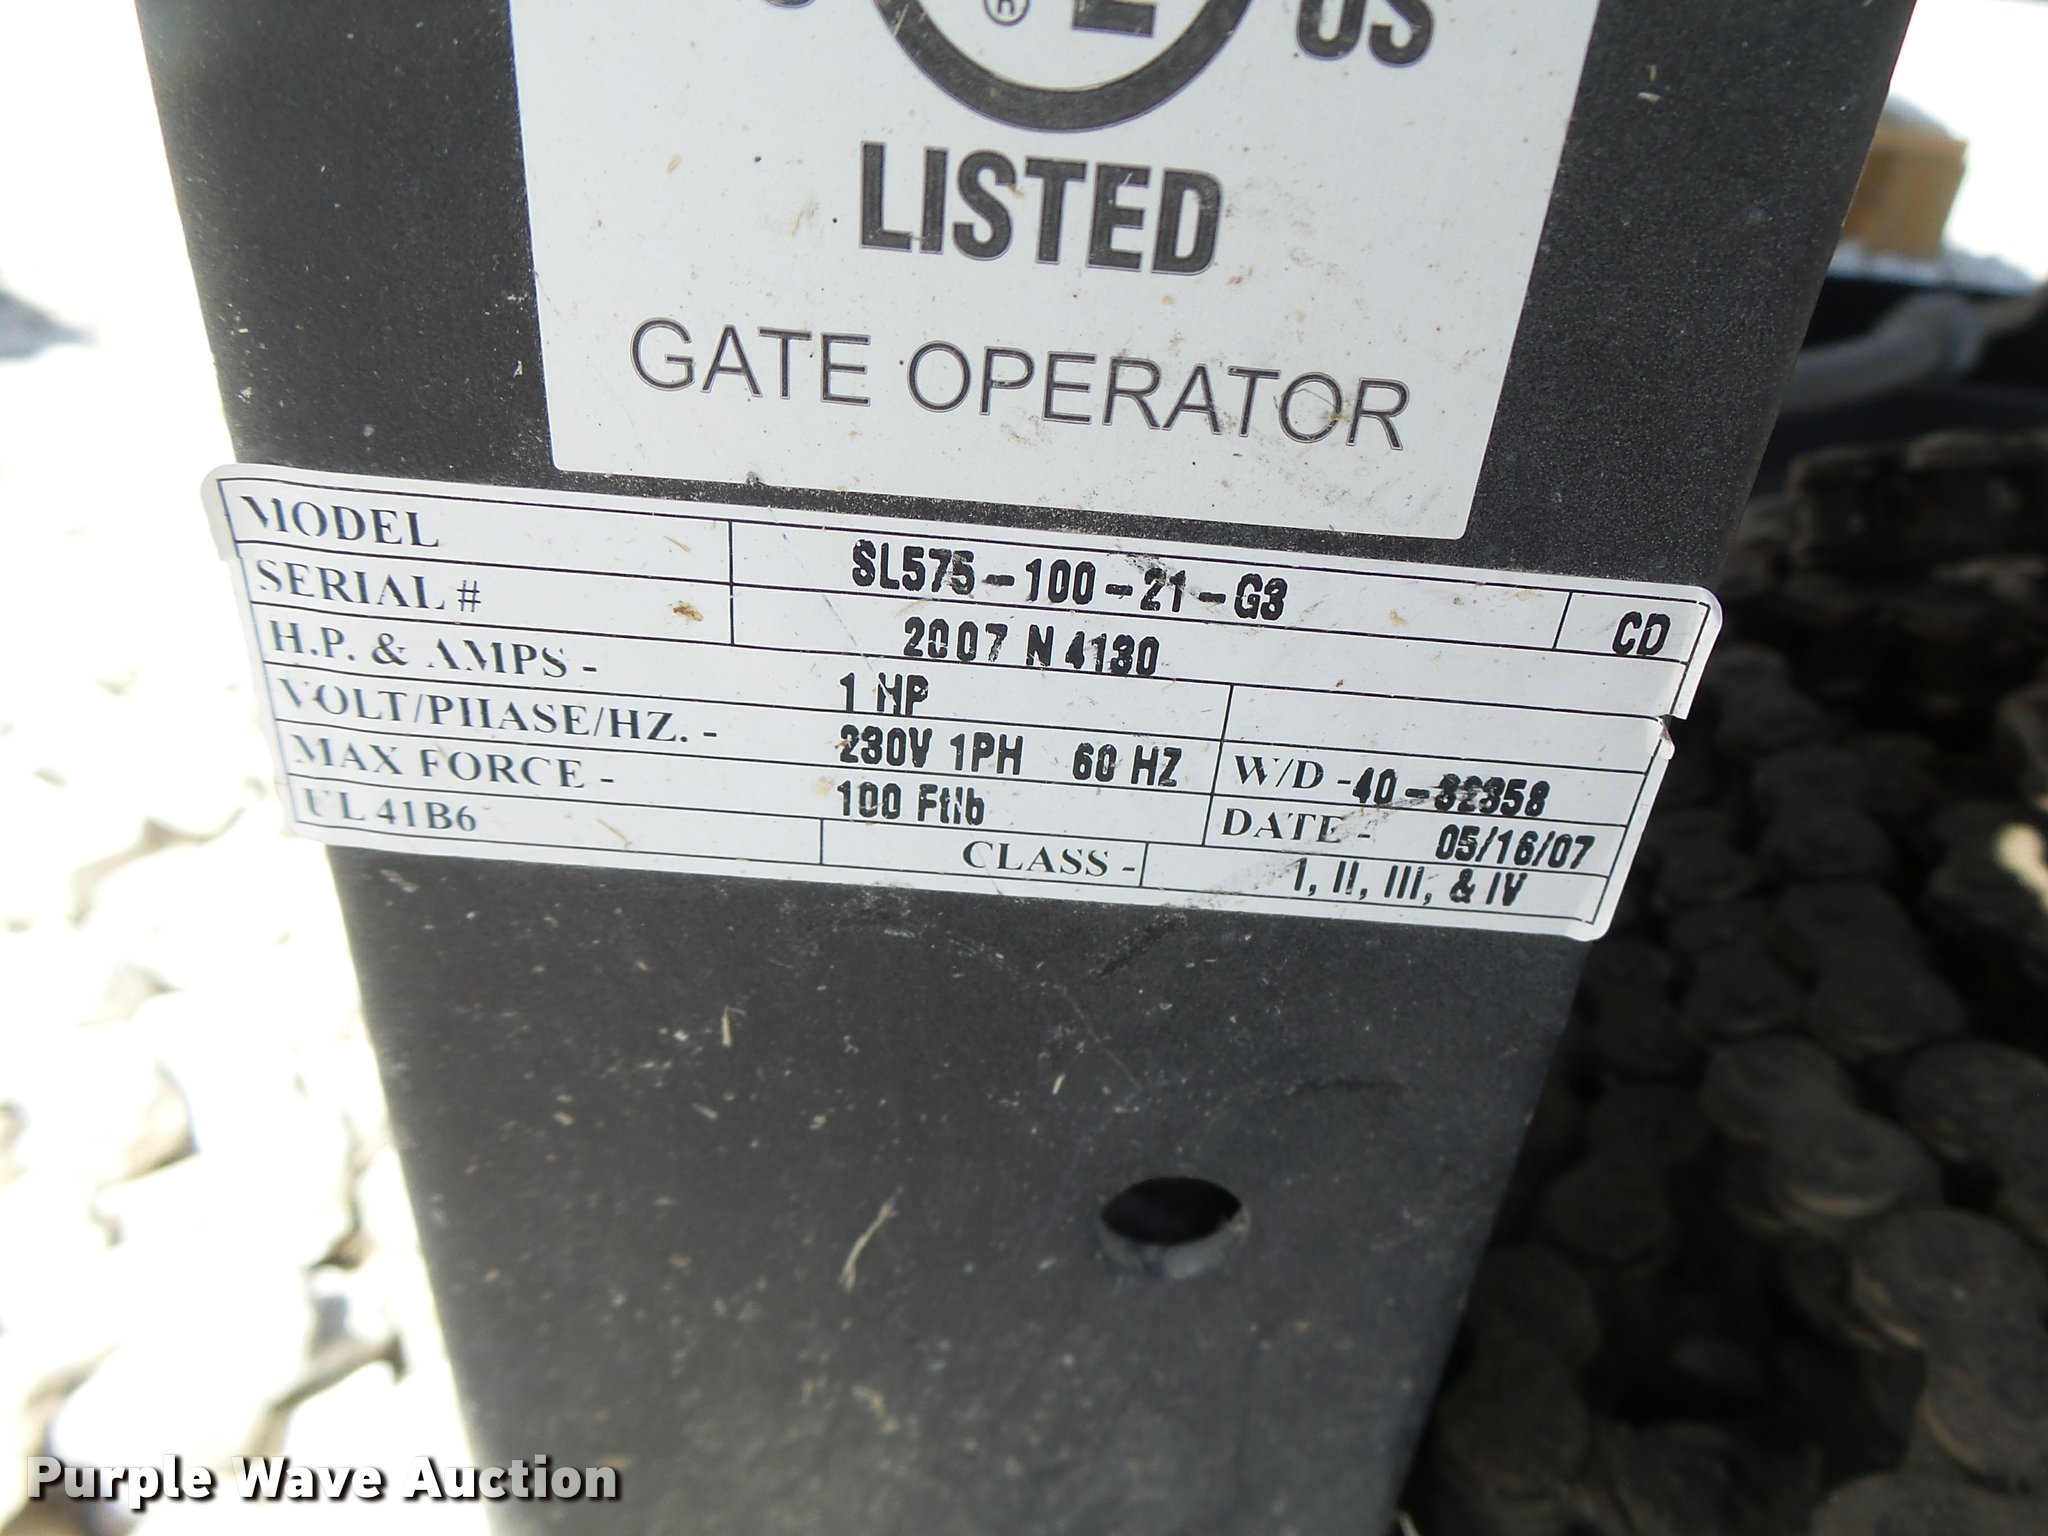 ® US
LISTED
GATE OPERATOR
MODEL SL575-100-21-G3 CD
SERIAL # 2007 N 4130
H.P. & AMPS - 1 HP
VOLT/PHASE/HZ. - 230V 1PH 60 HZ W/D -40-32358
MAX FORCE - 100 Ftlb DATE - 05/16/07
UL 41B6 CLASS - I, II, III, & IV
Purple Wave Auction